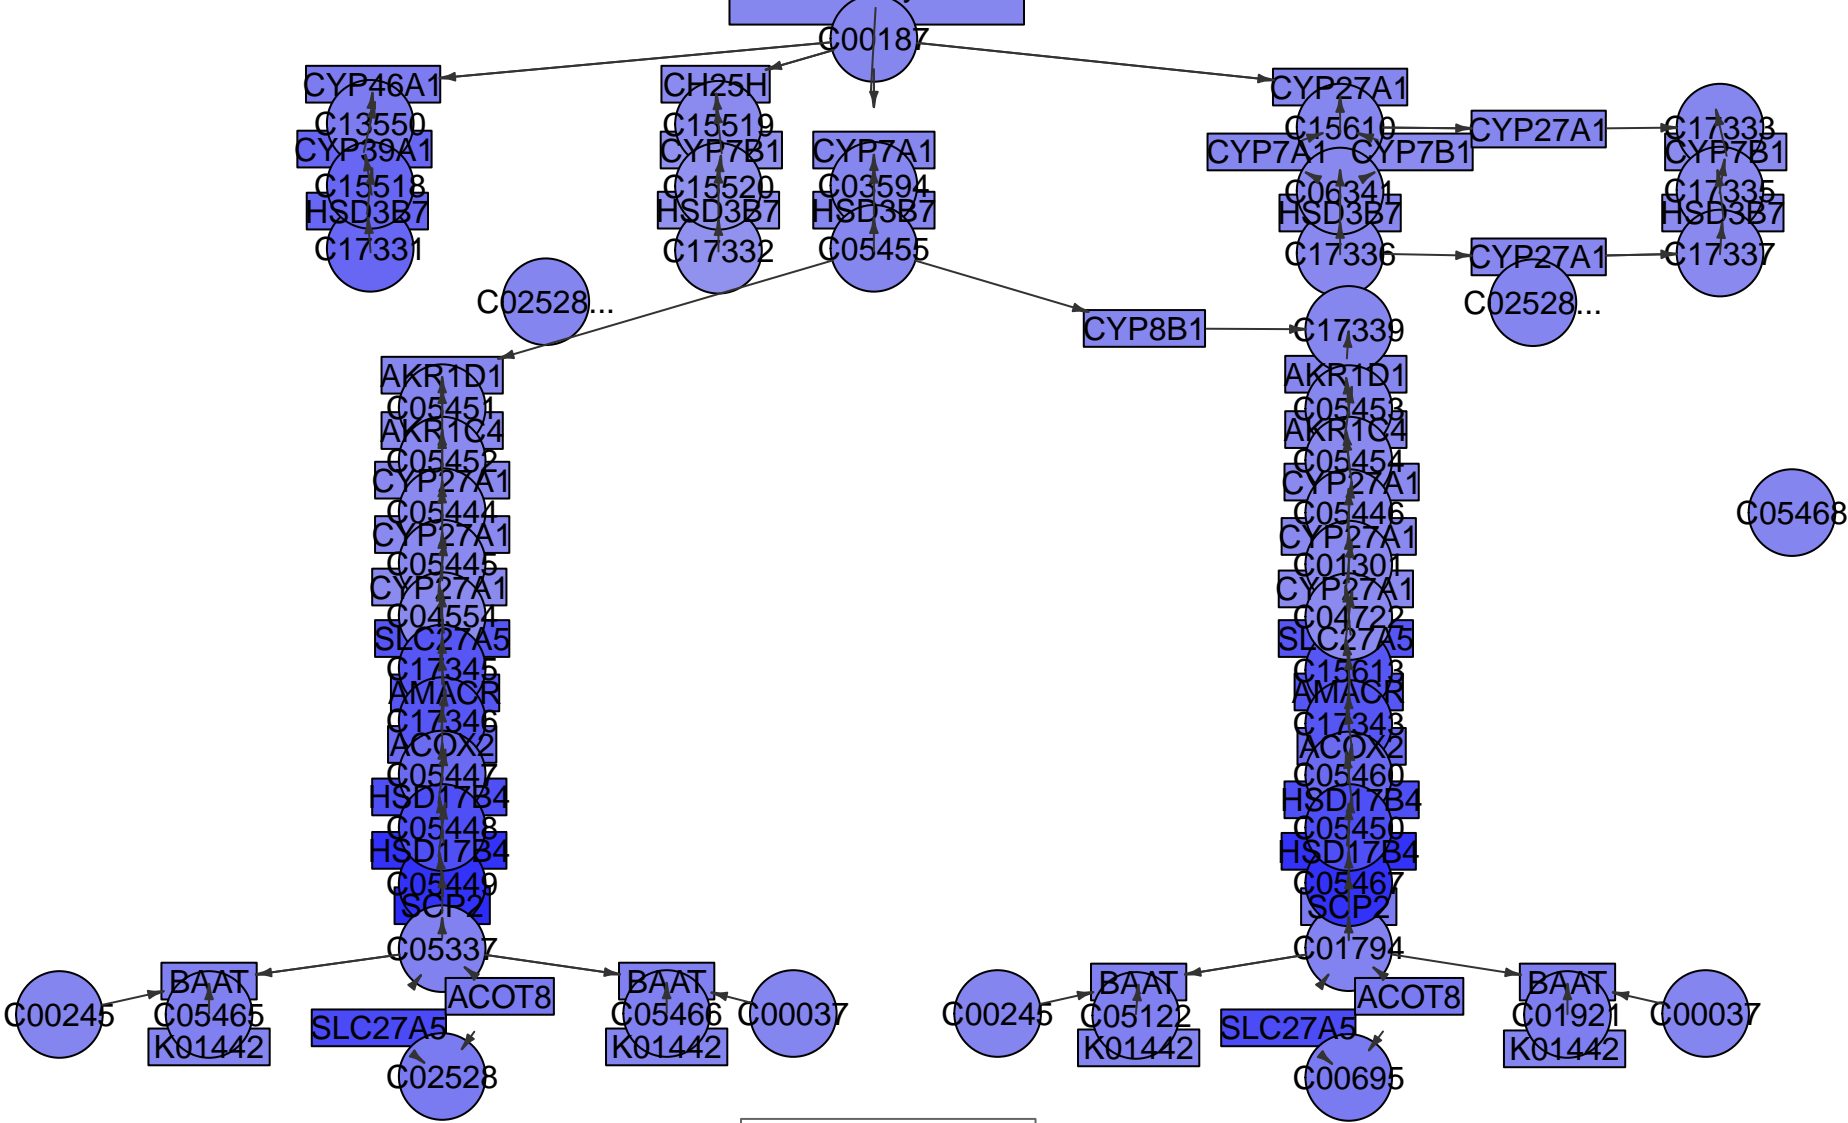 C00187
CYP46A1
CH25H
CYP27A1
C13550
C15519
C15610
CYP27A1
C17333
CYP39A1
CYP7B1
CYP7A1
CYP7A1
CYP7B1
CYP7B1
C15518
C15520
C03594
C06341
C17335
HSD3B7
HSD3B7
HSD3B7
HSD3B7
HSD3B7
C17331
C17332
C05455
C17336
CYP27A1
C17337
C02528...
C02528...
CYP8B1
C17339
AKR1D1
AKR1D1
C05451
C05453
AKR1C4
AKR1C4
C05452
C05454
CYP27A1
CYP27A1
C05444
C05446
C05468
CYP27A1
CYP27A1
C05445
C01301
CYP27A1
CYP27A1
C04554
C04722
SLC27A5
SLC27A5
C17345
C15613
AMACR
AMACR
C17346
C17343
ACOX2
ACOX2
C05447
C05460
HSD17B4
HSD17B4
C05448
C05450
HSD17B4
HSD17B4
C05449
C05467
SCP2
SCP2
C05337
C01794
BAAT
BAAT
BAAT
BAAT
ACOT8
ACOT8
C00245
C05465
C05466
C00037
C00245
C05122
C01921
C00037
SLC27A5
SLC27A5
K01442
K01442
K01442
K01442
C02528
C00695